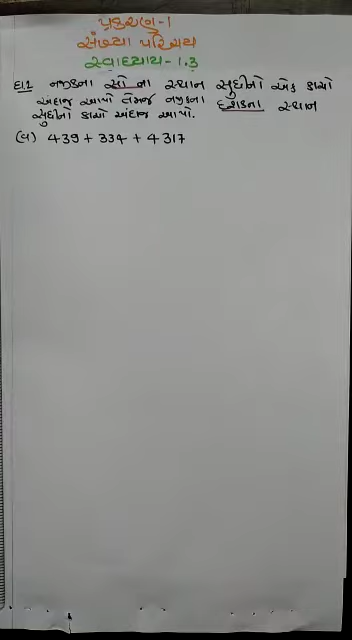 પ્રકરણ-1
સંખ્યા પરિચય
સ્વાધ્યાય-1.3
દા.1 નજીકના સો ના સ્થાન સુધીનો એક કાચો
અંદાજ આપો તેમજ નજીકના દશકના સ્થાન
સુધીનો કાચો અંદાજ આપો.
(a) 439 + 334 + 4317